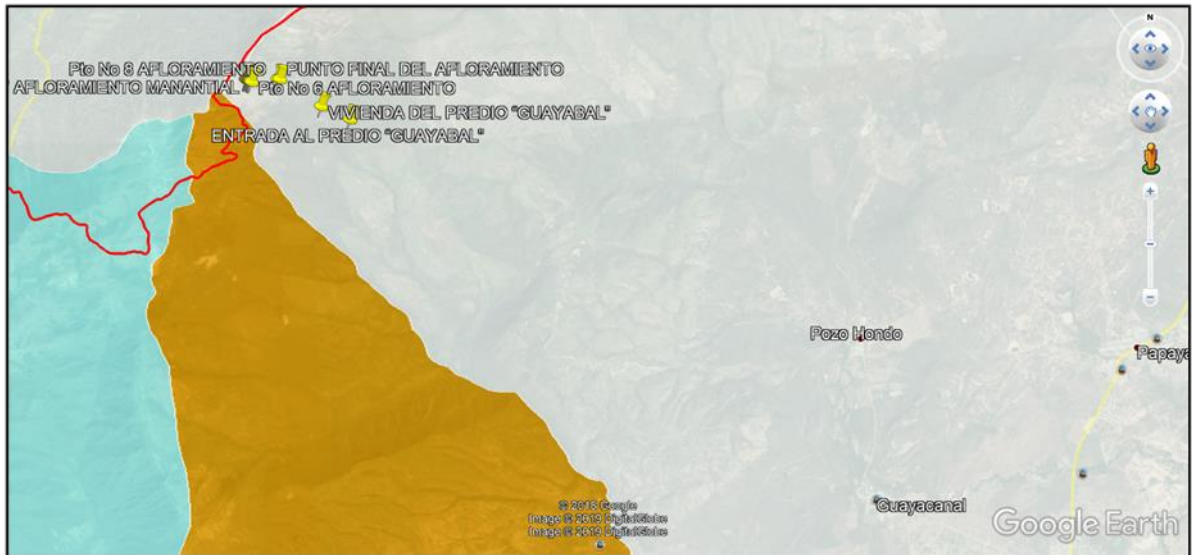 N
Pto No 8 AFLORAMIENTO
PUNTO FINAL DEL AFLORAMIENTO
AFLORAMIENTO MANANTIAL
Pto No 6 AFLORAMIENTO
VIVIENDA DEL PREDIO "GUAYABAL"
ENTRADA AL PREDIO "GUAYABAL"
Pozo Hondo
Papaya
Guayacanal
© 2018 Google
Image © 2019 DigitalGlobe
Image © 2019 DigitalGlobe
Google Earth